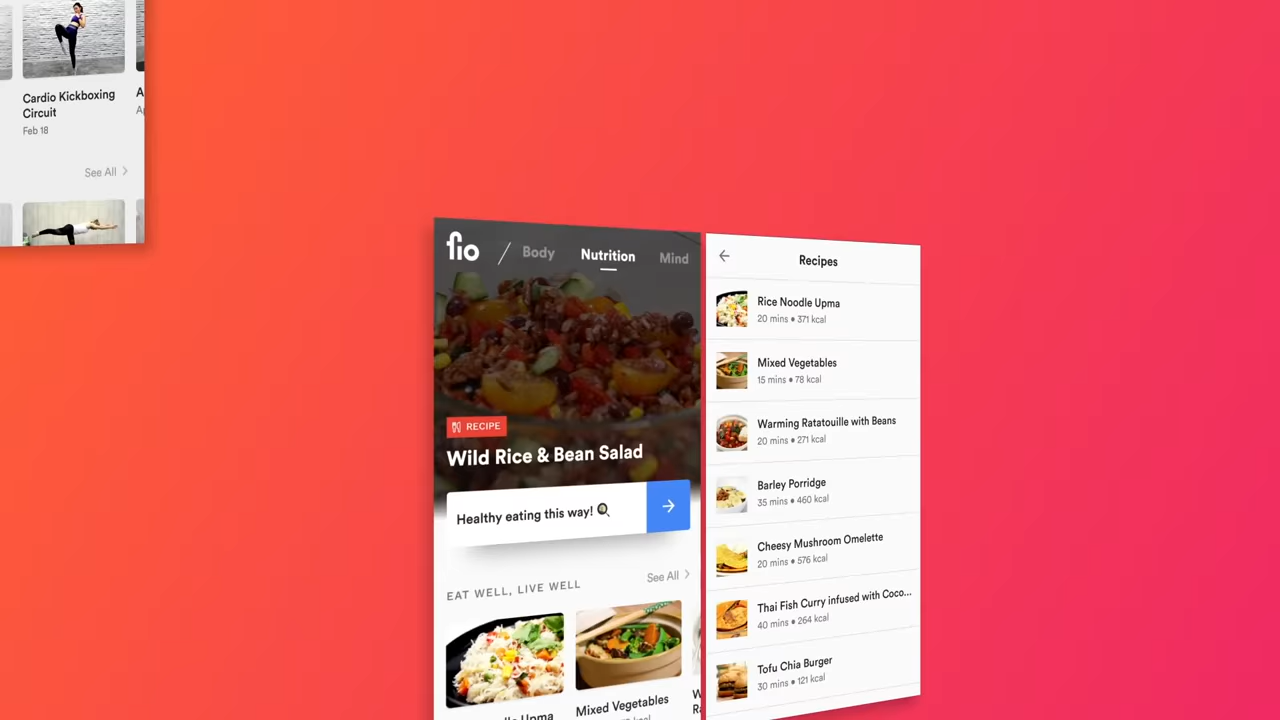 Cardio Kickboxing
Circuit
Feb 18
A
Ap
See All
fio / Body Nutrition Mind
RECIPE
Wild Rice & Bean Salad
Healthy eating this way!
EAT WELL, LIVE WELL
See All
Upma
Mixed Vegetables
Recipes
Rice Noodle Upma
20 mins • 371 kcal
Mixed Vegetables
15 mins • 78 kcal
Warming Ratatouille with Beans
20 mins • 271 kcal
Barley Porridge
35 mins • 460 kcal
Cheesy Mushroom Omelette
20 mins • 576 kcal
Thai Fish Curry infused with Coco...
40 mins • 264 kcal
Tofu Chia Burger
30 mins • 121 kcal